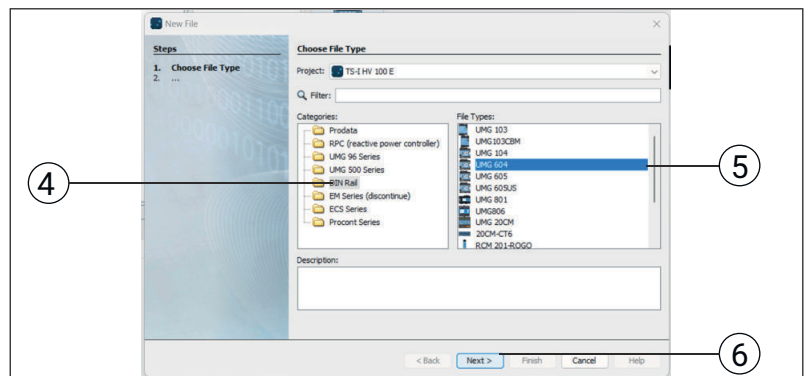 New File
Steps
1. Choose File Type
2. ...
Choose File Type
Project: TS-I HV 100 E
Filter:
Categories:
Prodata
RPC (reactive power controller)
UMG 96 Series
UMG 500 Series
DIN Rail
EM Series (discontinue)
ECS Series
Procont Series
File Types:
UMG 103
UMG103CBM
UMG 104
UMG 604
UMG 605
UMG 605US
UMG 801
UMG806
UMG 20CM
20CM-CT6
RCM 201-ROGO
Description:
< Back Next > Finish Cancel Help
4
5
6